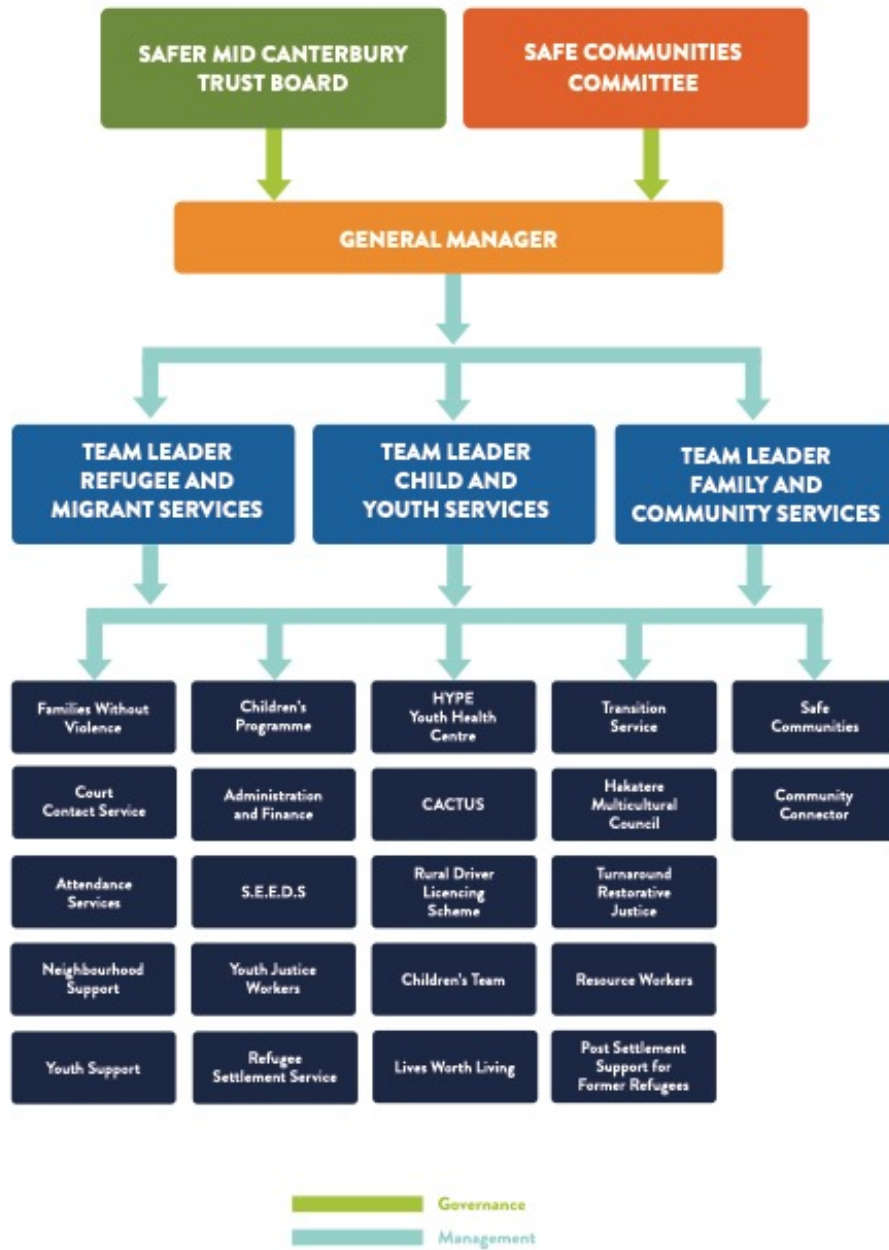 SAFER MID CANTERBURY
TRUST BOARD
SAFE COMMUNITIES
COMMITTEE
GENERAL MANAGER
TEAM LEADER
REFUGEE AND
MIGRANT SERVICES
TEAM LEADER
CHILD AND
YOUTH SERVICES
TEAM LEADER
FAMILY AND
COMMUNITY SERVICES
Families Without
Violence
Children's
Programme
HYPE
Youth Health
Centre
Transition
Service
Safe
Communities
Court
Contact Service
Administration
and Finance
CACTUS
Hakatere
Multicultural
Council
Community
Connector
Attendance
Services
S.E.E.D.S
Rural Driver
Licencing
Scheme
Turnaround
Restorative
Justice
Neighbourhood
Support
Youth Justice
Workers
Children's Team
Resource Workers
Youth Support
Refugee
Settlement Service
Lives Worth Living
Post Settlement
Support for
Former Refugees
Governance
Management